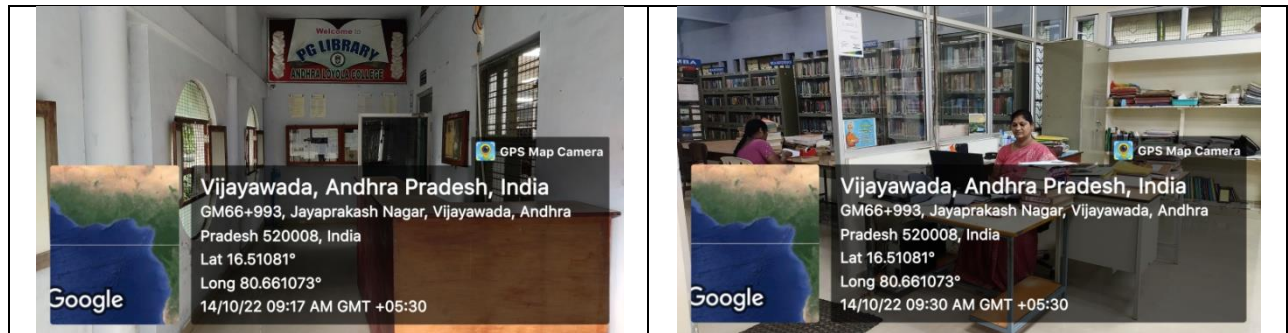 Welcome to
PG LIBRARY
ANDHRA LOYOLA COLLEGE
GPS Map Camera
Vijayawada, Andhra Pradesh, India
GM66+993, Jayaprakash Nagar, Vijayawada, Andhra
Pradesh 520008, India
Lat 16.51081°
Long 80.661073°
14/10/22 09:17 AM GMT +05:30
Google
MBA
GPS Map Camera
Vijayawada, Andhra Pradesh, India
GM66+993, Jayaprakash Nagar, Vijayawada, Andhra
Pradesh 520008, India
Lat 16.51081°
Long 80.661073°
14/10/22 09:30 AM GMT +05:30
Google